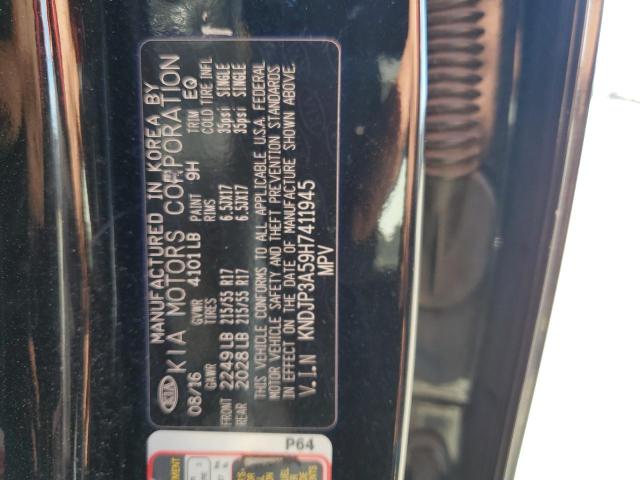 MANUFACTURED IN KOREA BY
KIA KIA MOTORS CORPORATION
08/16 GVWR 4101LB PAINT 9H TRIM EQ
GAWR TIRES RIMS COLD TIRE INFL
FRONT 2249LB 215/55 R17 6.5JX17 35psi SINGLE
REAR 2028LB 215/55 R17 6.5JX17 35psi SINGLE
THIS VEHICLE CONFORMS TO ALL APPLICABLE U.S.A. FEDERAL
MOTOR VEHICLE SAFETY AND THEFT PREVENTION STANDARDS
IN EFFECT ON THE DATE OF MANUFACTURE SHOWN ABOVE.
V.I.N KNDJP3A59H7411945
MPV
P64